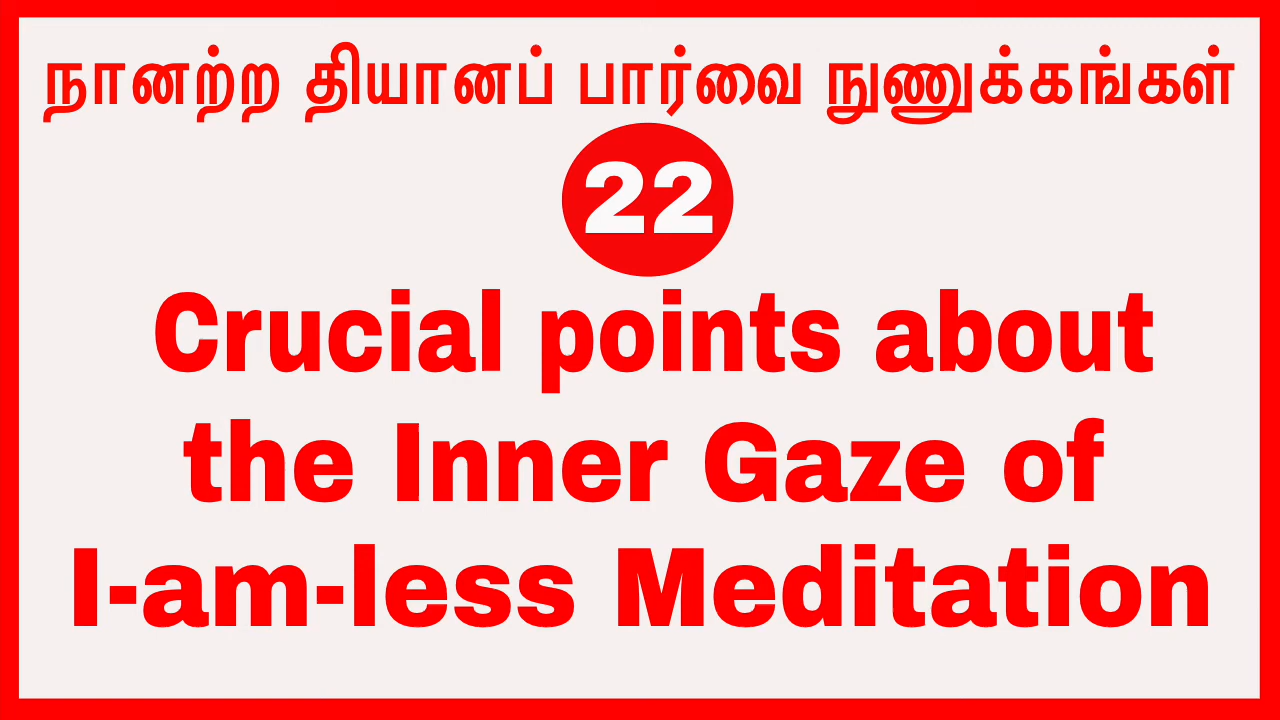 நானற்ற தியானப் பார்வை நுணுக்கங்கள்
22
Crucial points about
the Inner Gaze of
I-am-less Meditation